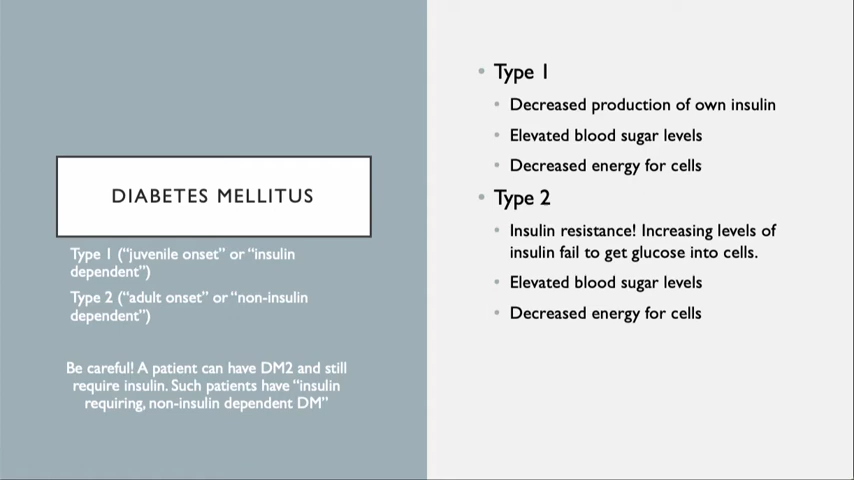 DIABETES MELLITUS
Type 1 (“juvenile onset” or “insulin
dependent”)
Type 2 (“adult onset” or “non-insulin
dependent”)
Be careful! A patient can have DM2 and still
require insulin. Such patients have “insulin
requiring, non-insulin dependent DM”
• Type 1
• Decreased production of own insulin
• Elevated blood sugar levels
• Decreased energy for cells
• Type 2
• Insulin resistance! Increasing levels of
insulin fail to get glucose into cells.
• Elevated blood sugar levels
• Decreased energy for cells